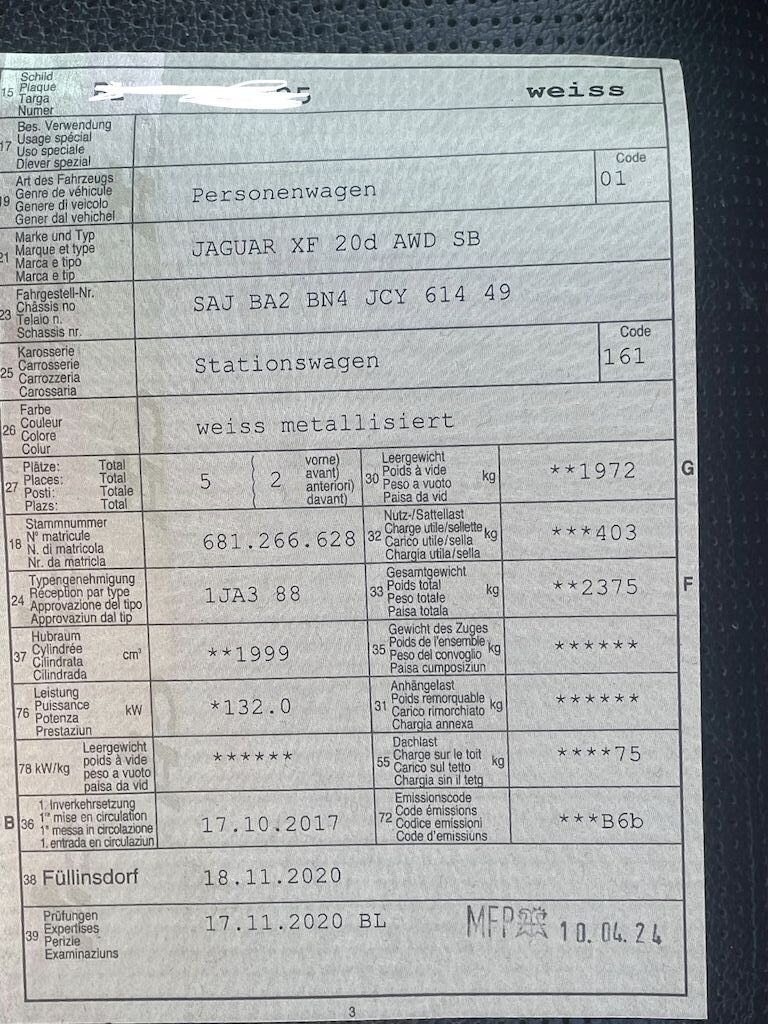 15 Schild
Plaque
Targa
Numer
weiss
17 Bes. Verwendung
Usage spécial
Uso speciale
Diever spezial
19 Art des Fahrzeugs
Genre de véhicule
Genere di veicolo
Gener dal vehichel
Personenwagen
Code
01
21 Marke und Typ
Marque et type
Marca e tipo
Marca e tip
JAGUAR XF 20d AWD SB
23 Fahrgestell-Nr.
Châssis no
Telaio n.
Schassis nr.
SAJ BA2 BN4 JCY 614 49
25 Karosserie
Carrosserie
Carrozzeria
Carossaria
Stationswagen
Code
161
26 Farbe
Couleur
Colore
Colur
weiss metallisiert
27 Plätze: Total
Places: Total
Posti: Totale
Plazs: Total
5 ( 2 vorne)
avant)
anteriori)
davant)
30 Leergewicht
Poids à vide
Peso a vuoto
Paisa da vid
kg
**1972
G
18 Stammnummer
N° matricule
N. di matricola
Nr. da matricla
681.266.628
32 Nutz-/Sattellast
Charge utile/sellette
Carico utile/sella
Chargia utila/sella
kg
***403
24 Typengenehmigung
Réception par type
Approvazione del tipo
Approvaziun dal tip
1JA3 88
33 Gesamtgewicht
Poids total
Peso totale
Paisa totala
kg
**2375
F
37 Hubraum
Cylindrée
Cilindrata
Cilindrada
cm³
**1999
35 Gewicht des Zuges
Poids de l'ensemble
Peso del convoglio
Paisa cumposiziun
kg
******
76 Leistung
Puissance
Potenza
Prestaziun
kW
*132.0
31 Anhängelast
Poids remorquable
Carico rimorchiato
Chargia annexa
kg
******
78 kW/kg
Leergewicht
poids à vide
peso a vuoto
paisa da vid
******
55 Dachlast
Charge sur le toit
Carico sul tetto
Chargia sin il tetg
kg
****75
B 36 1. Inverkehrsetzung
1re mise en circulation
1a messa in circolazione
1. entrada en circulaziun
17.10.2017
72 Emissionscode
Code émissions
Codice emissioni
Code d'emissiuns
***B6b
38 Füllinsdorf
18.11.2020
39 Prüfungen
Expertises
Perizie
Examinaziuns
17.11.2020 BL
MFP 10.04.24
3